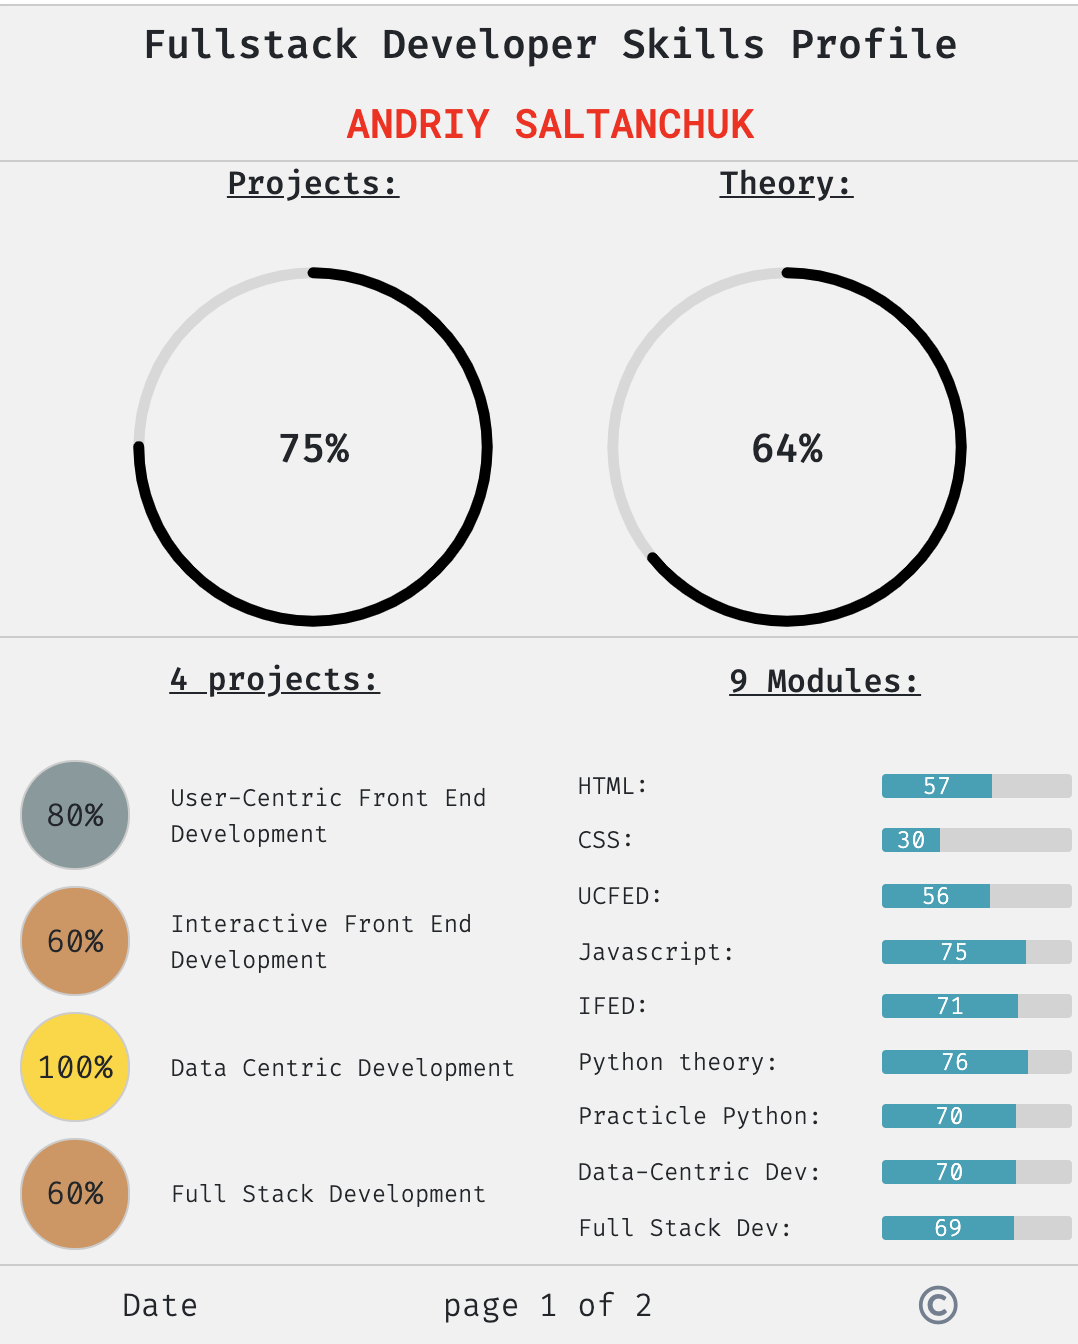 Fullstack Developer Skills Profile
ANDRIY SALTANCHUK
Projects:
Theory:
75%
64%
4 projects:
9 Modules:
80%
User-Centric Front End
Development
60%
Interactive Front End
Development
100%
Data Centric Development
60%
Full Stack Development
HTML: 57
CSS: 30
UCFED: 56
Javascript: 75
IFED: 71
Python theory: 76
Practicle Python: 70
Data-Centric Dev: 70
Full Stack Dev: 69
Date page 1 of 2 ©